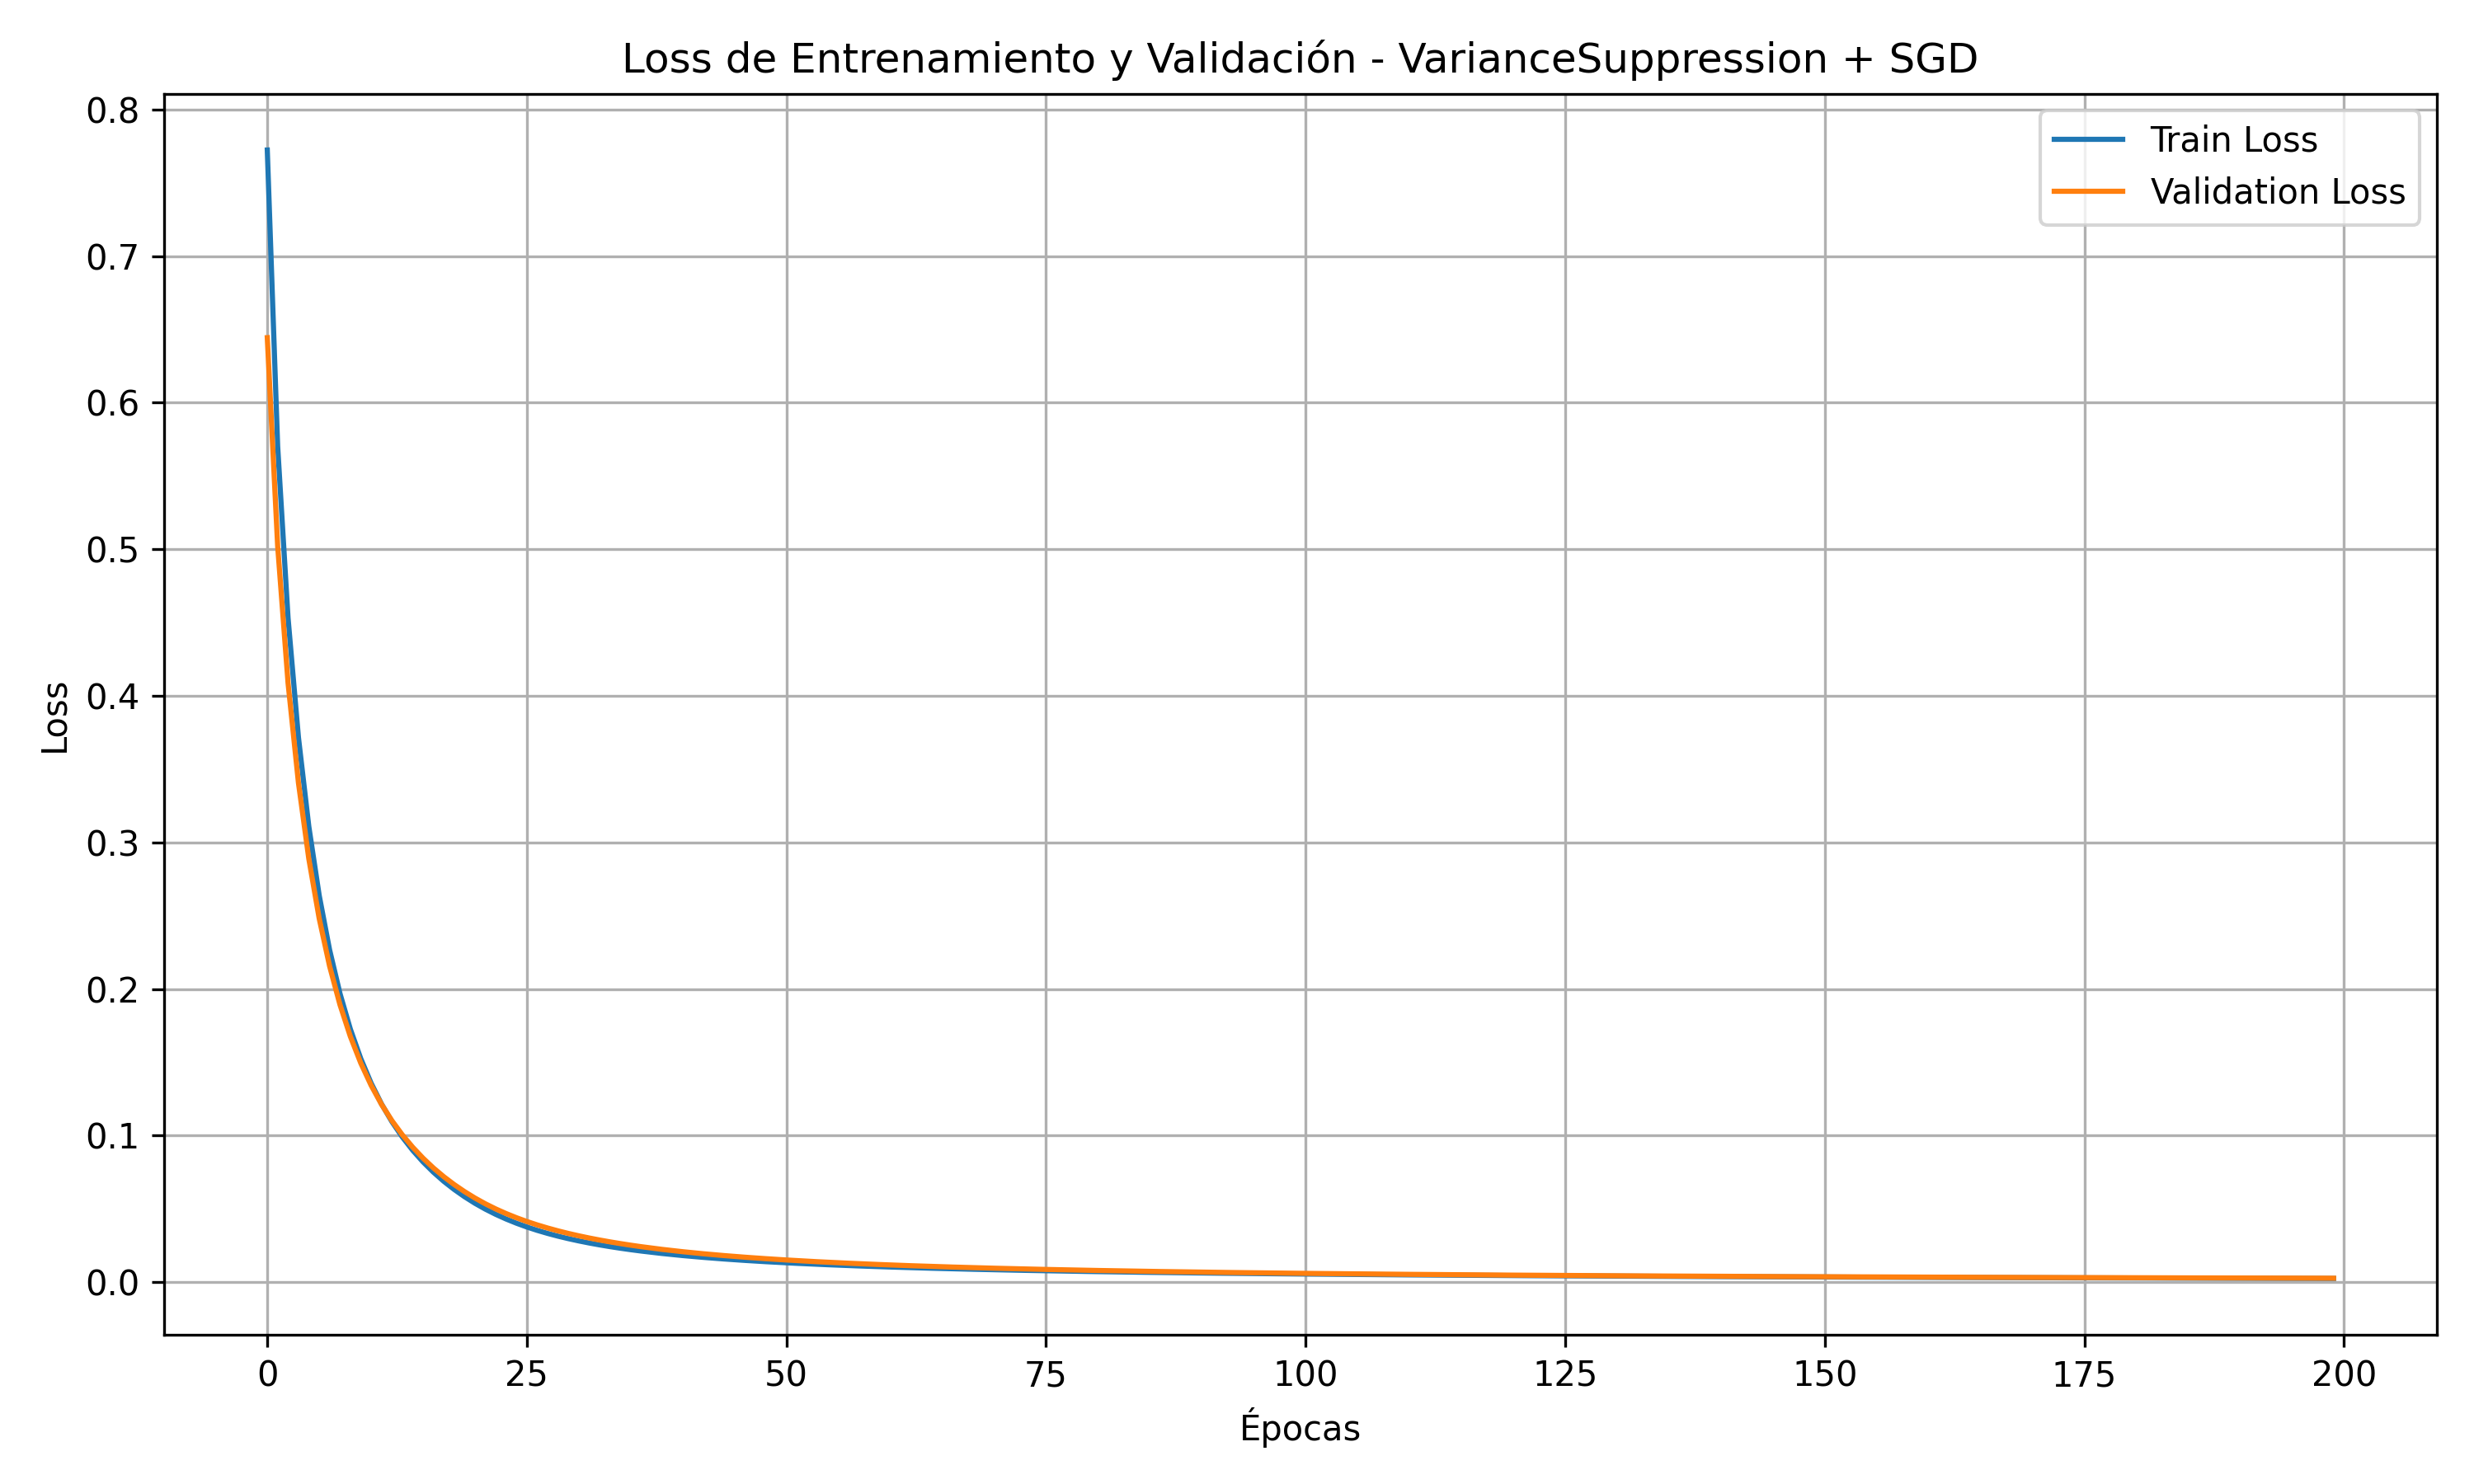 Loss de Entrenamiento y Validación - VarianceSuppression + SGD
Train Loss
Validation Loss
0.8
0.7
0.6
0.5
0.4
0.3
0.2
0.1
0.0
Loss
0 25 50 75 100 125 150 175 200
Épocas